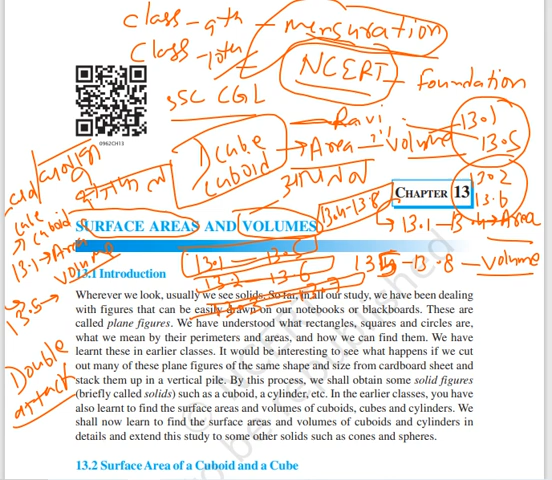 class - 9th - mensuration
Class - 10th
NCERT - foundation
SSC CGL
Ravi
13.1
1) Cube → Area - Volume 13.5
cuboid
0962CH13
आयतन
13.2
13.6
CHAPTER 13
13.4-13.8
→ 13.1 - 13.4 → Area
SURFACE AREAS AND VOLUMES
cuboid
13.1 → Area
volume
13.1 13.5
13.2 13.6
13.5 - 13.8 - volume
13.1 Introduction
13.5 →
Wherever we look, usually we see solids. So far, in all our study, we have been dealing
with figures that can be easily drawn on our notebooks or blackboards. These are
called plane figures. We have understood what rectangles, squares and circles are,
what we mean by their perimeters and areas, and how we can find them. We have
learnt these in earlier classes. It would be interesting to see what happens if we cut
out many of these plane figures of the same shape and size from cardboard sheet and
stack them up in a vertical pile. By this process, we shall obtain some solid figures
(briefly called solids) such as a cuboid, a cylinder, etc. In the earlier classes, you have
also learnt to find the surface areas and volumes of cuboids, cubes and cylinders. We
shall now learn to find the surface areas and volumes of cuboids and cylinders in
details and extend this study to some other solids such as cones and spheres.
Double
attack
13.2 Surface Area of a Cuboid and a Cube